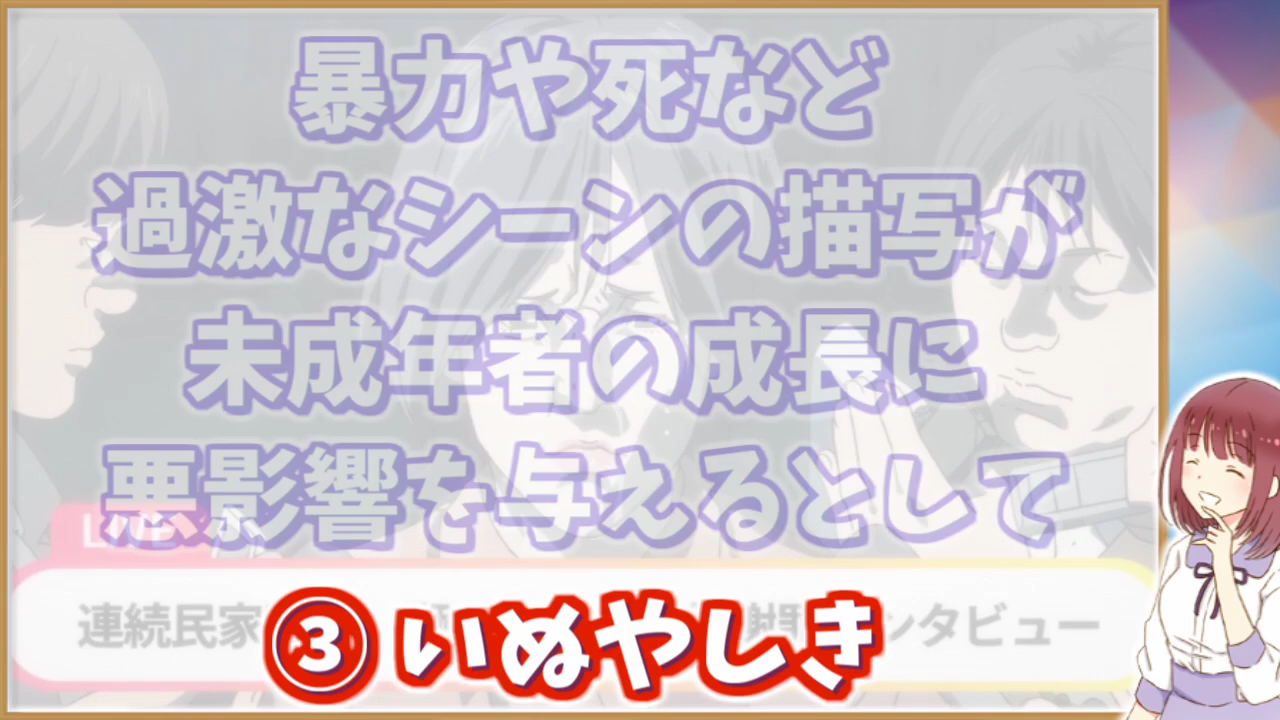 暴力や死など
過激なシーンの描写が
未成年者の成長に
悪影響を与えるとして
LIVE
連続民家
ンタビュー
③いぬやしき